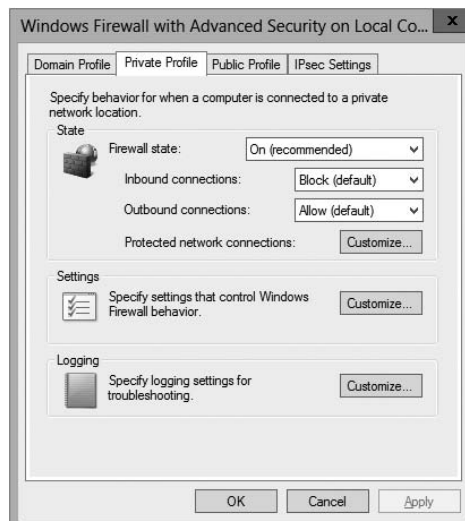 Windows Firewall with Advanced Security on Local Co... x
Domain Profile Private Profile Public Profile IPsec Settings
Specify behavior for when a computer is connected to a private
network location.
State
Firewall state: On (recommended)
Inbound connections: Block (default)
Outbound connections: Allow (default)
Protected network connections: Customize...
Settings
Specify settings that control Windows
Firewall behavior. Customize...
Logging
Specify logging settings for
troubleshooting. Customize...
OK Cancel Apply